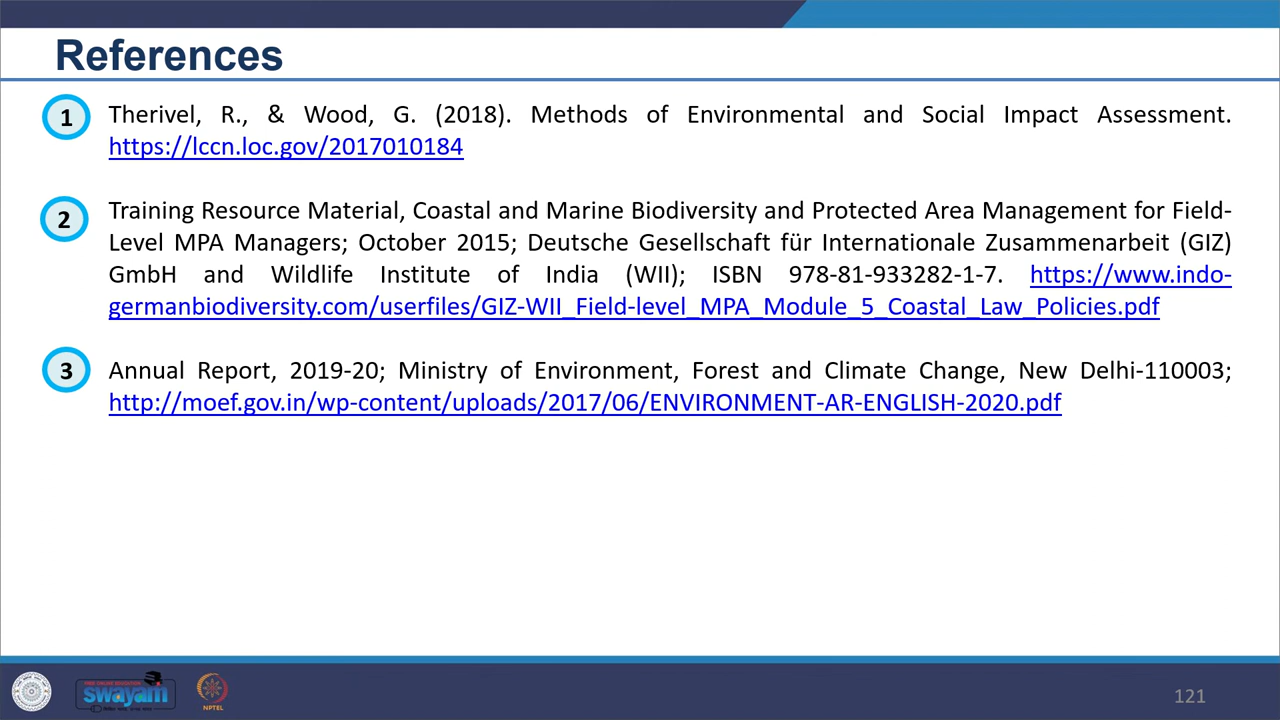 References
1
Therivel, R., & Wood, G. (2018). Methods of Environmental and Social Impact Assessment.
https://lccn.loc.gov/2017010184
2
Training Resource Material, Coastal and Marine Biodiversity and Protected Area Management for Field-
Level MPA Managers; October 2015; Deutsche Gesellschaft für Internationale Zusammenarbeit (GIZ)
GmbH and Wildlife Institute of India (WII); ISBN 978-81-933282-1-7. https://www.indo-
germanbiodiversity.com/userfiles/GIZ-WII_Field-level_MPA_Module_5_Coastal_Law_Policies.pdf
3
Annual Report, 2019-20; Ministry of Environment, Forest and Climate Change, New Delhi-110003;
http://moef.gov.in/wp-content/uploads/2017/06/ENVIRONMENT-AR-ENGLISH-2020.pdf
swayam
NPTEL
121